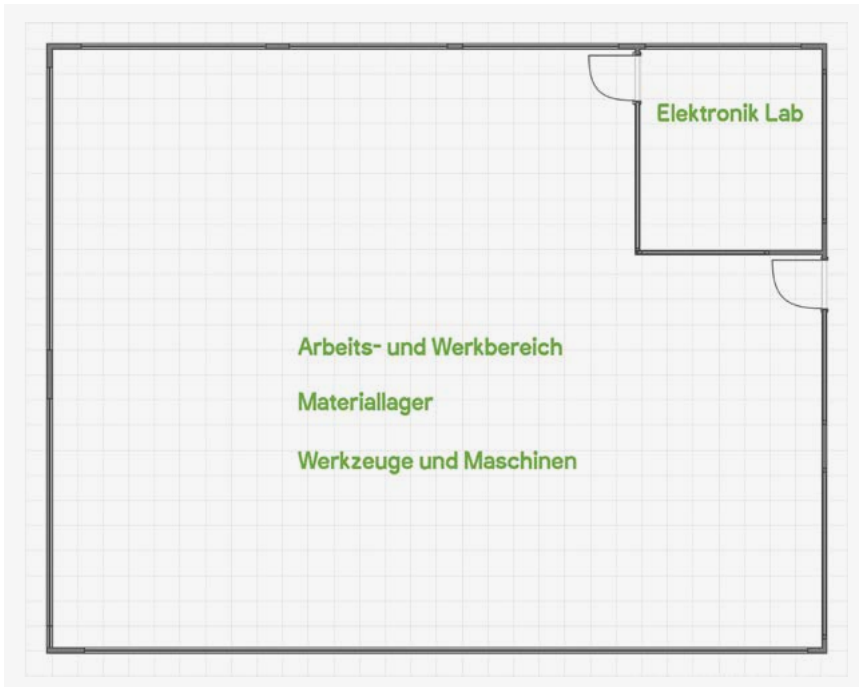 Elektronik Lab
Arbeits- und Werkbereich
Materiallager
Werkzeuge und Maschinen